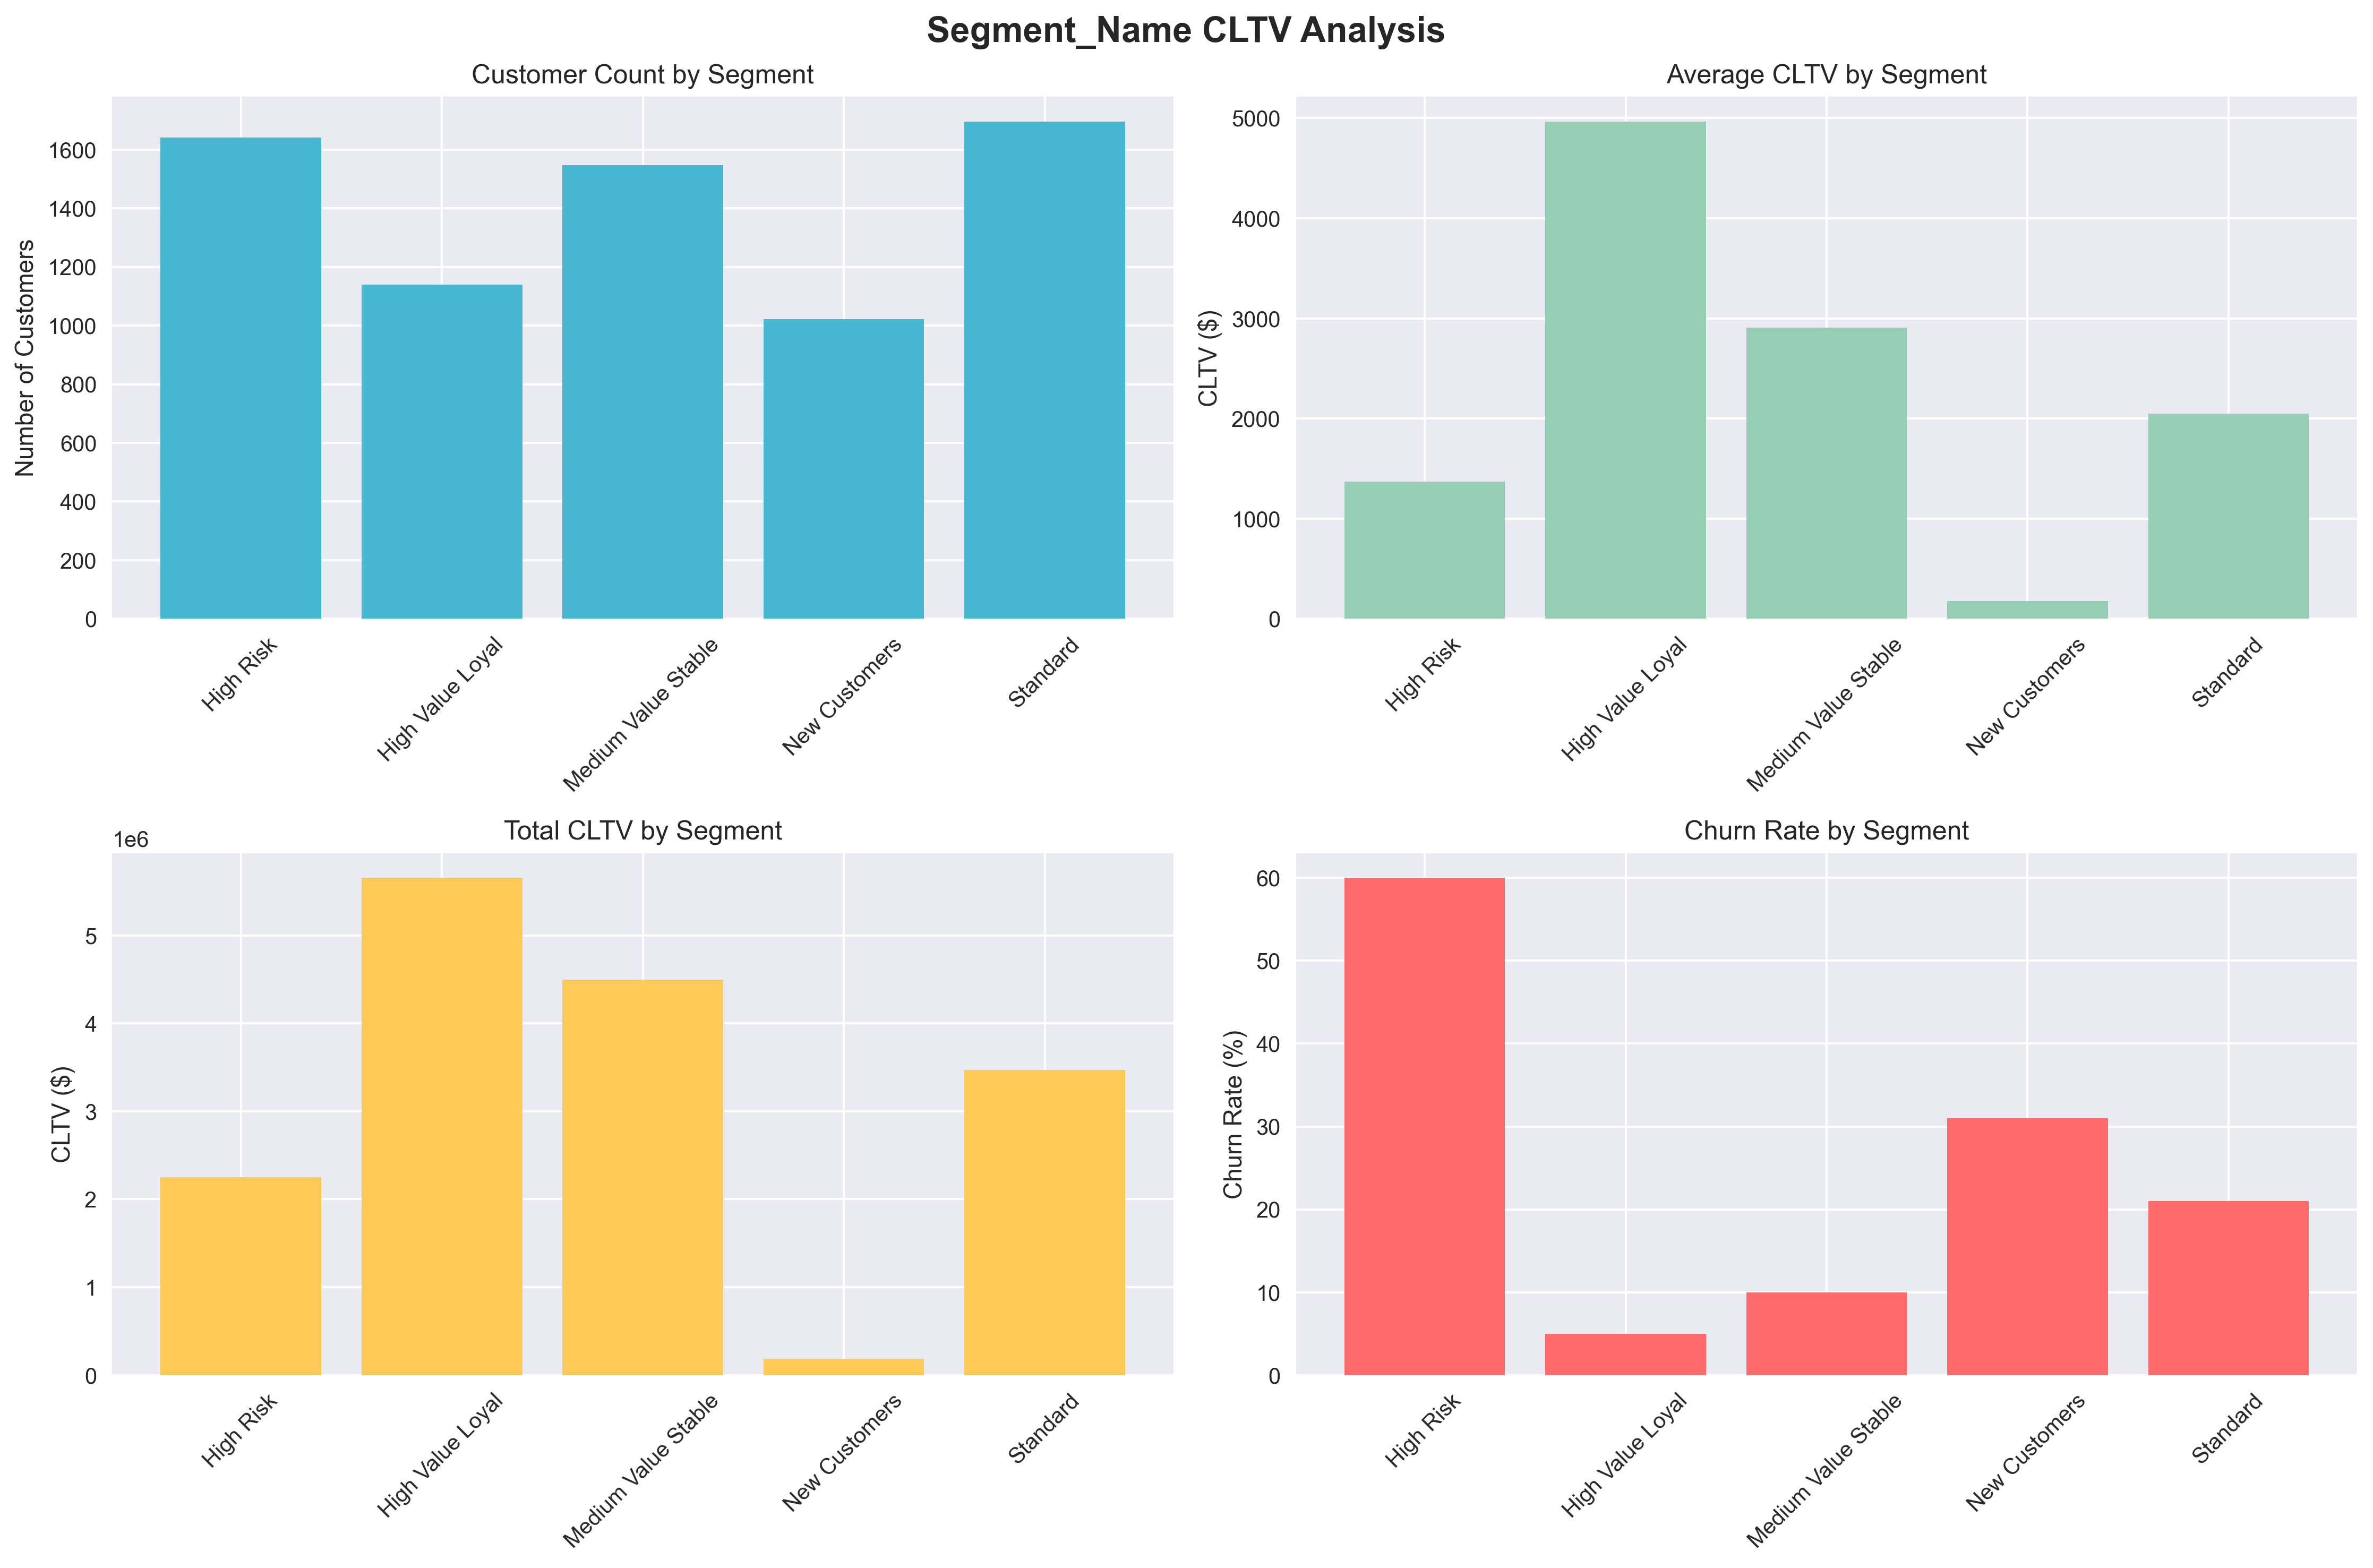 Segment_Name CLTV Analysis
Customer Count by Segment
Number of Customers
1600
1400
1200
1000
800
600
400
200
0
High Risk
High Value Loyal
Medium Value Stable
New Customers
Standard
Average CLTV by Segment
CLTV ($)
5000
4000
3000
2000
1000
0
High Risk
High Value Loyal
Medium Value Stable
New Customers
Standard
Total CLTV by Segment
1e6
CLTV ($)
5
4
3
2
1
0
High Risk
High Value Loyal
Medium Value Stable
New Customers
Standard
Churn Rate by Segment
Churn Rate (%)
60
50
40
30
20
10
0
High Risk
High Value Loyal
Medium Value Stable
New Customers
Standard